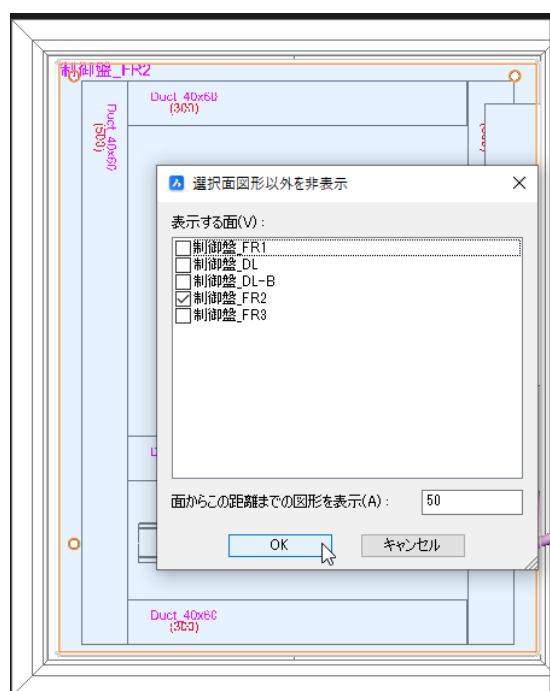 制御盤_FR2
Duct_40x60
(300)
Duct_40x60
(500)
選択面図形以外を非表示
表示する面(V):
制御盤_FR1
制御盤_DL
制御盤_DL-B
制御盤_FR2
制御盤_FR3
面からこの距離までの図形を表示(A):
50
OK
キャンセル
Duct_40x60
(300)